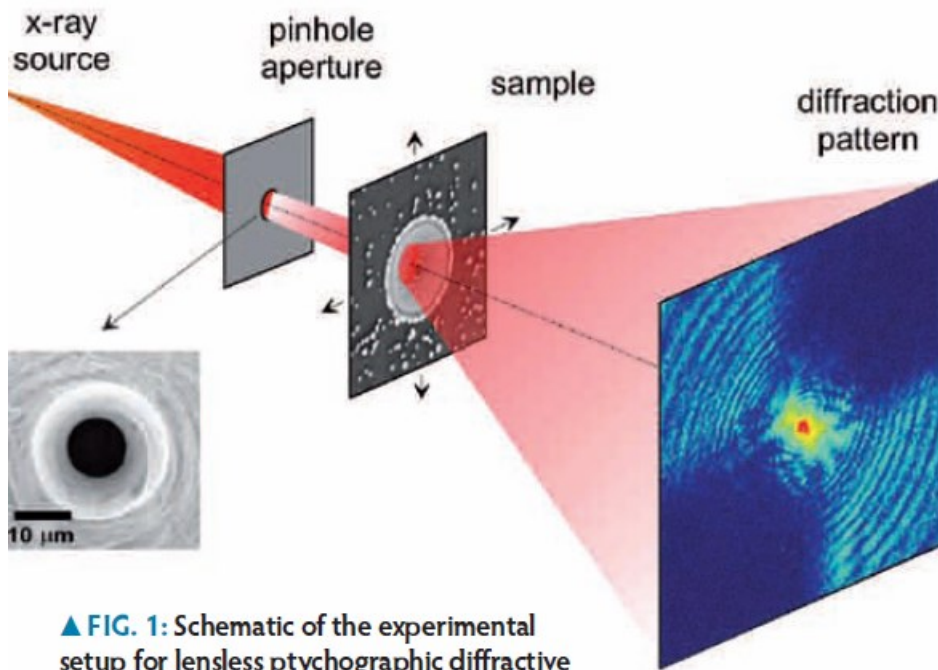 x-ray
source
pinhole
aperture
sample
diffraction
pattern
10 μm
▲ FIG. 1: Schematic of the experimental
setup for lensless ptychographic diffractive